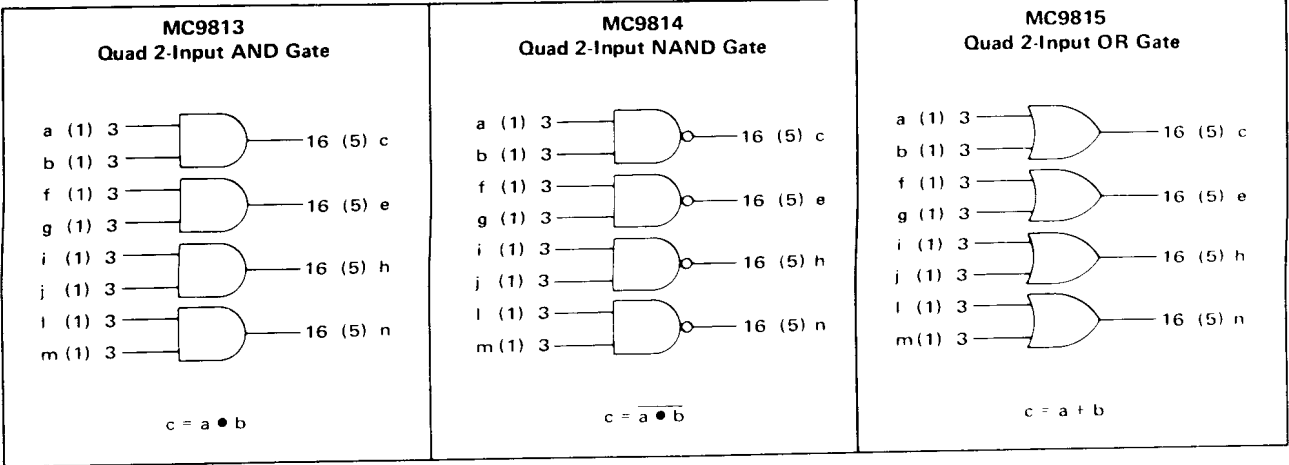 MC9813
Quad 2-Input AND Gate
a (1) 3
b (1) 3
16 (5) c
f (1) 3
g (1) 3
16 (5) e
i (1) 3
j (1) 3
16 (5) h
l (1) 3
m (1) 3
16 (5) n
c = a ● b
MC9814
Quad 2-Input NAND Gate
a (1) 3
b (1) 3
16 (5) c
f (1) 3
g (1) 3
16 (5) e
i (1) 3
j (1) 3
16 (5) h
l (1) 3
m (1) 3
16 (5) n
c = a̅ ̅●̅ ̅b̅
MC9815
Quad 2-Input OR Gate
a (1) 3
b (1) 3
16 (5) c
f (1) 3
g (1) 3
16 (5) e
i (1) 3
j (1) 3
16 (5) h
l (1) 3
m (1) 3
16 (5) n
c = a + b